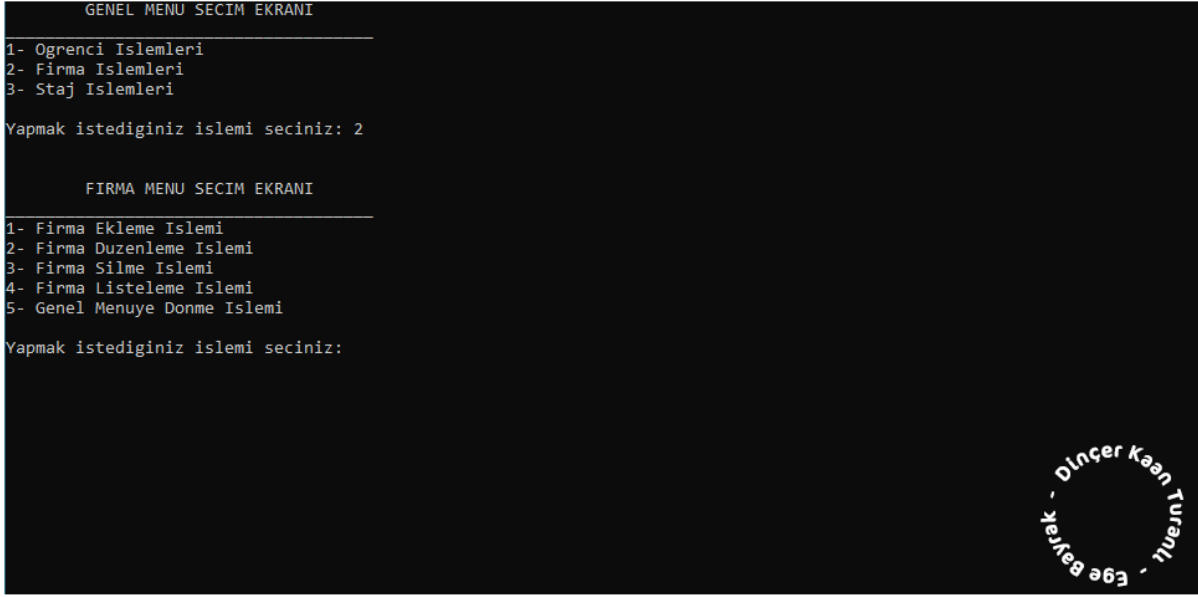 GENEL MENU SECIM EKRANI
_____________________________________
1- Ogrenci Islemleri
2- Firma Islemleri
3- Staj Islemleri
Yapmak istediginiz islemi seciniz: 2
FIRMA MENU SECIM EKRANI
_____________________________________
1- Firma Ekleme Islemi
2- Firma Duzenleme Islemi
3- Firma Silme Islemi
4- Firma Listeleme Islemi
5- Genel Menuye Donme Islemi
Yapmak istediginiz islemi seciniz:
Dinçer Kaan Turanlı - Ege Bayrak -